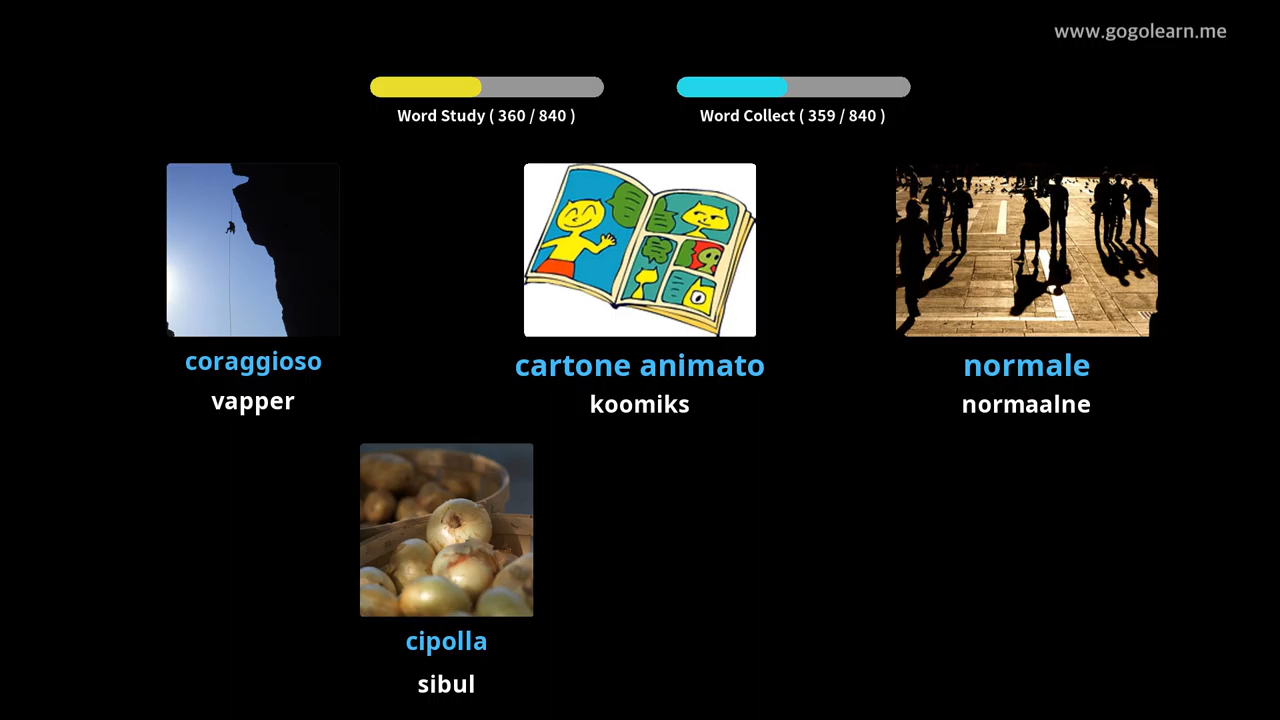 www.gogolearn.me
Word Study ( 360 / 840 )
Word Collect ( 359 / 840 )
coraggioso
vapper
cartone animato
koomiks
normale
normaalne
cipolla
sibul